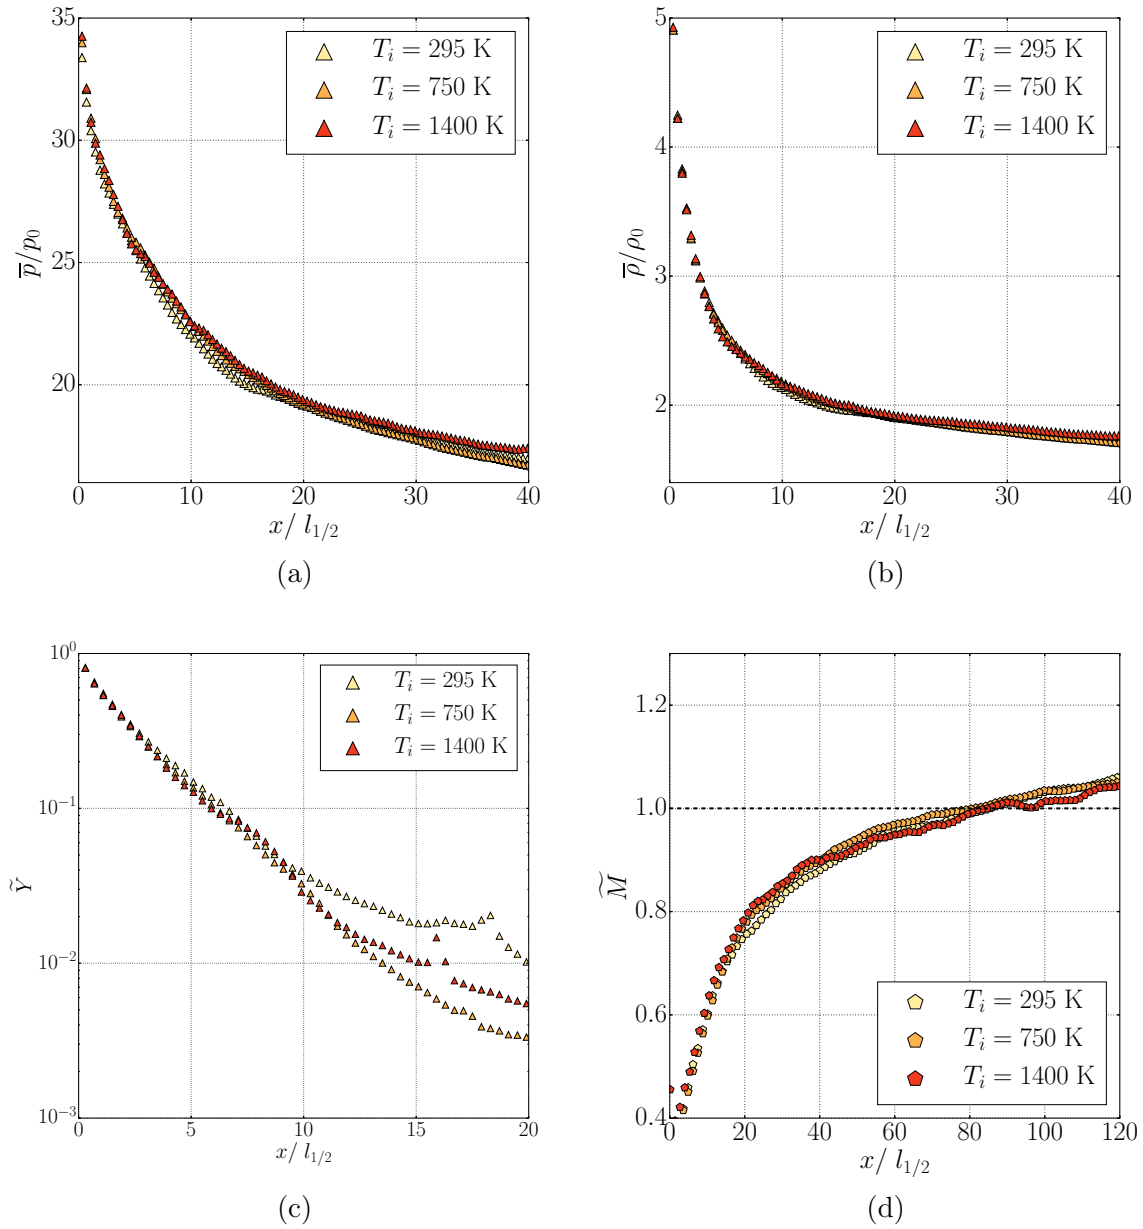 35
30
25
20
0
10
20
30
40
p̅/p₀
x/ l₁/₂
Tᵢ = 295 K
Tᵢ = 750 K
Tᵢ = 1400 K
(a)
5
4
3
2
0
10
20
30
40
ρ̅/ρ₀
x/ l₁/₂
Tᵢ = 295 K
Tᵢ = 750 K
Tᵢ = 1400 K
(b)
10⁰
10⁻¹
10⁻²
10⁻³
0
5
10
15
20
Ỹ
x/ l₁/₂
Tᵢ = 295 K
Tᵢ = 750 K
Tᵢ = 1400 K
(c)
1.2
1.0
0.8
0.6
0.4
0
20
40
60
80
100
120
M̃
x/ l₁/₂
Tᵢ = 295 K
Tᵢ = 750 K
Tᵢ = 1400 K
(d)